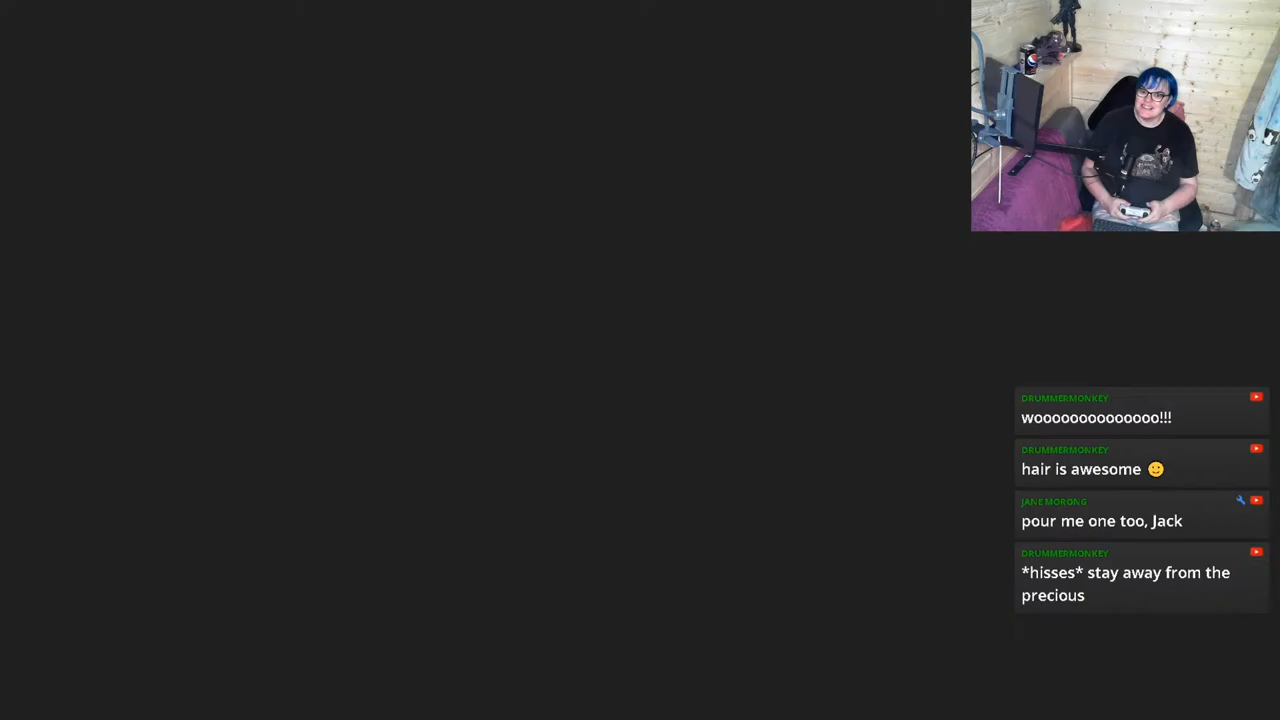 DRUMMERMONKEY
woooooooooooooo!!!
DRUMMERMONKEY
hair is awesome 🙂
JANE MORONG
pour me one too, Jack
DRUMMERMONKEY
*hisses* stay away from the
precious